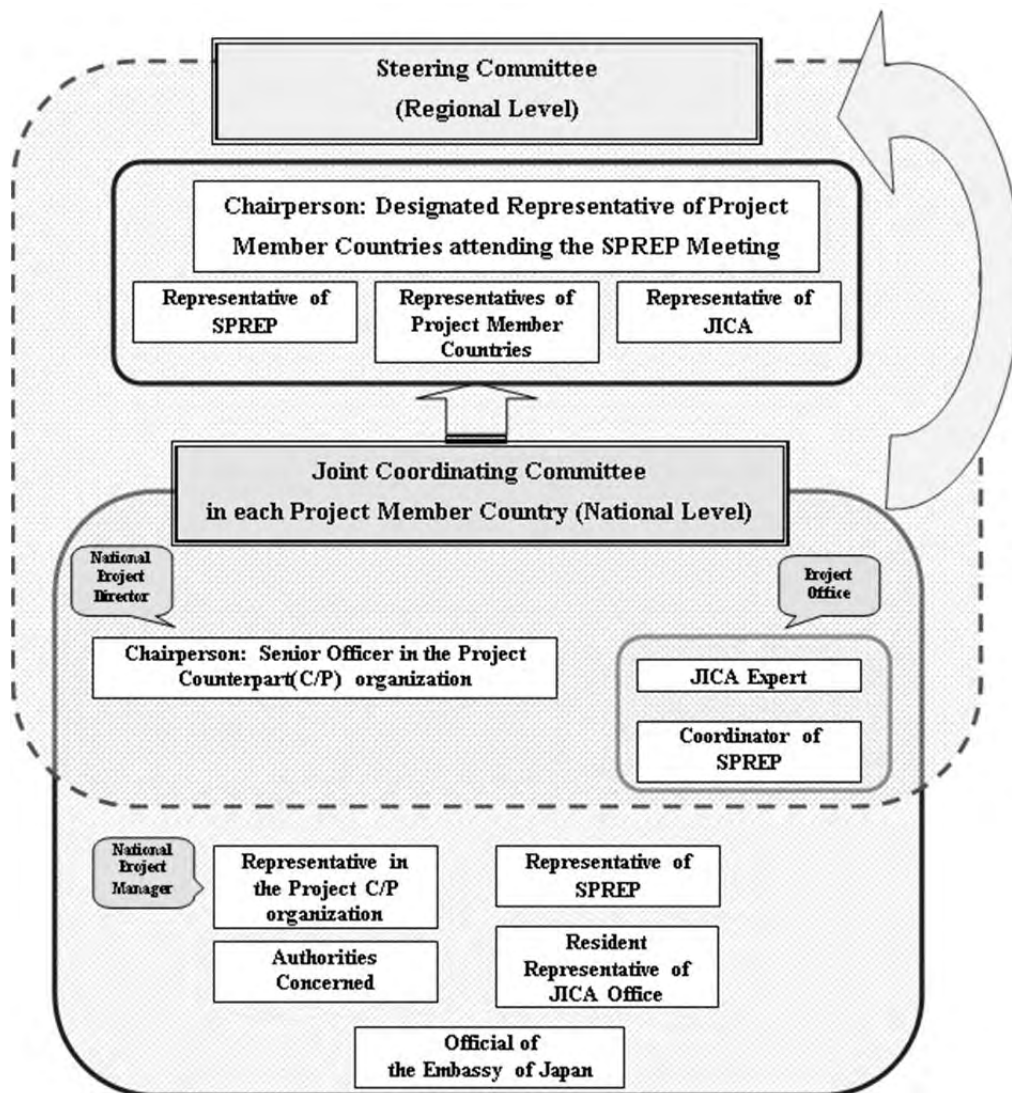 Steering Committee
(Regional Level)
Chairperson: Designated Representative of Project
Member Countries attending the SPREP Meeting
Representative of
SPREP
Representatives of
Project Member
Countries
Representative of
JICA
Joint Coordinating Committee
in each Project Member Country (National Level)
National
Project
Director
Project
Office
Chairperson: Senior Officer in the Project
Counterpart(C/P) organization
JICA Expert
Coordinator of
SPREP
National
Project
Manager
Representative in
the Project C/P
organization
Representative of
SPREP
Authorities
Concerned
Resident
Representative of
JICA Office
Official of
the Embassy of Japan